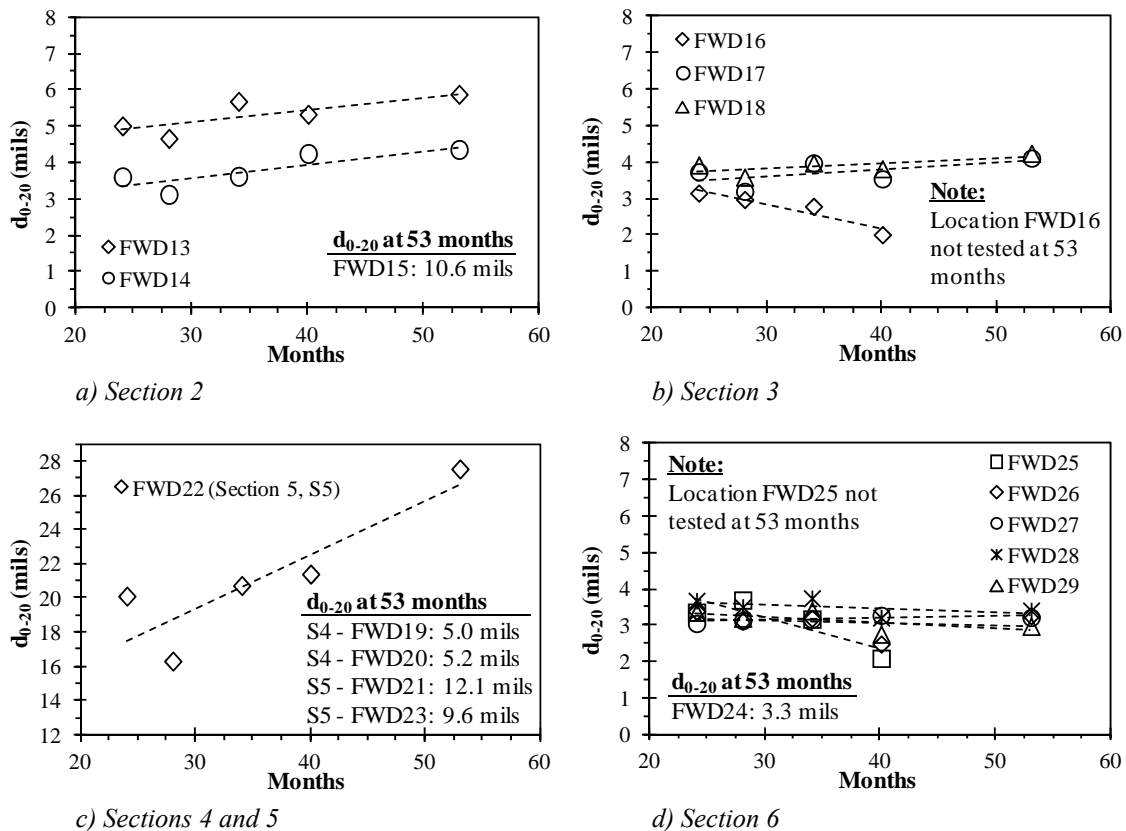 8
7
6
5
4
3
2
1
0
d0-20 (mils)
FWD13
FWD14
d0-20 at 53 months
FWD15: 10.6 mils
20 30 40 50 60
Months
a) Section 2
8
7
6
5
4
3
2
1
0
d0-20 (mils)
FWD16
FWD17
FWD18
Note:
Location FWD16
not tested at 53
months
20 30 40 50 60
Months
b) Section 3
28
26
24
22
20
18
16
14
12
d0-20 (mils)
FWD22 (Section 5, S5)
d0-20 at 53 months
S4 - FWD19: 5.0 mils
S4 - FWD20: 5.2 mils
S5 - FWD21: 12.1 mils
S5 - FWD23: 9.6 mils
20 30 40 50 60
Months
c) Sections 4 and 5
8
7
6
5
4
3
2
1
0
d0-20 (mils)
Note:
Location FWD25 not
tested at 53 months
FWD25
FWD26
FWD27
FWD28
FWD29
d0-20 at 53 months
FWD24: 3.3 mils
20 30 40 50 60
Months
d) Section 6